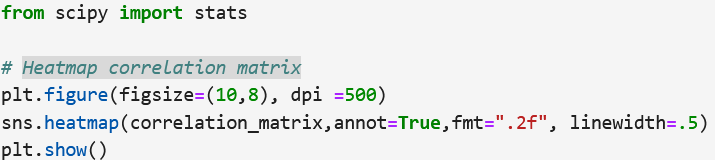 from scipy import stats
# Heatmap correlation matrix
plt.figure(figsize=(10,8), dpi =500)
sns.heatmap(correlation_matrix,annot=True,fmt=".2f", linewidth=.5)
plt.show()